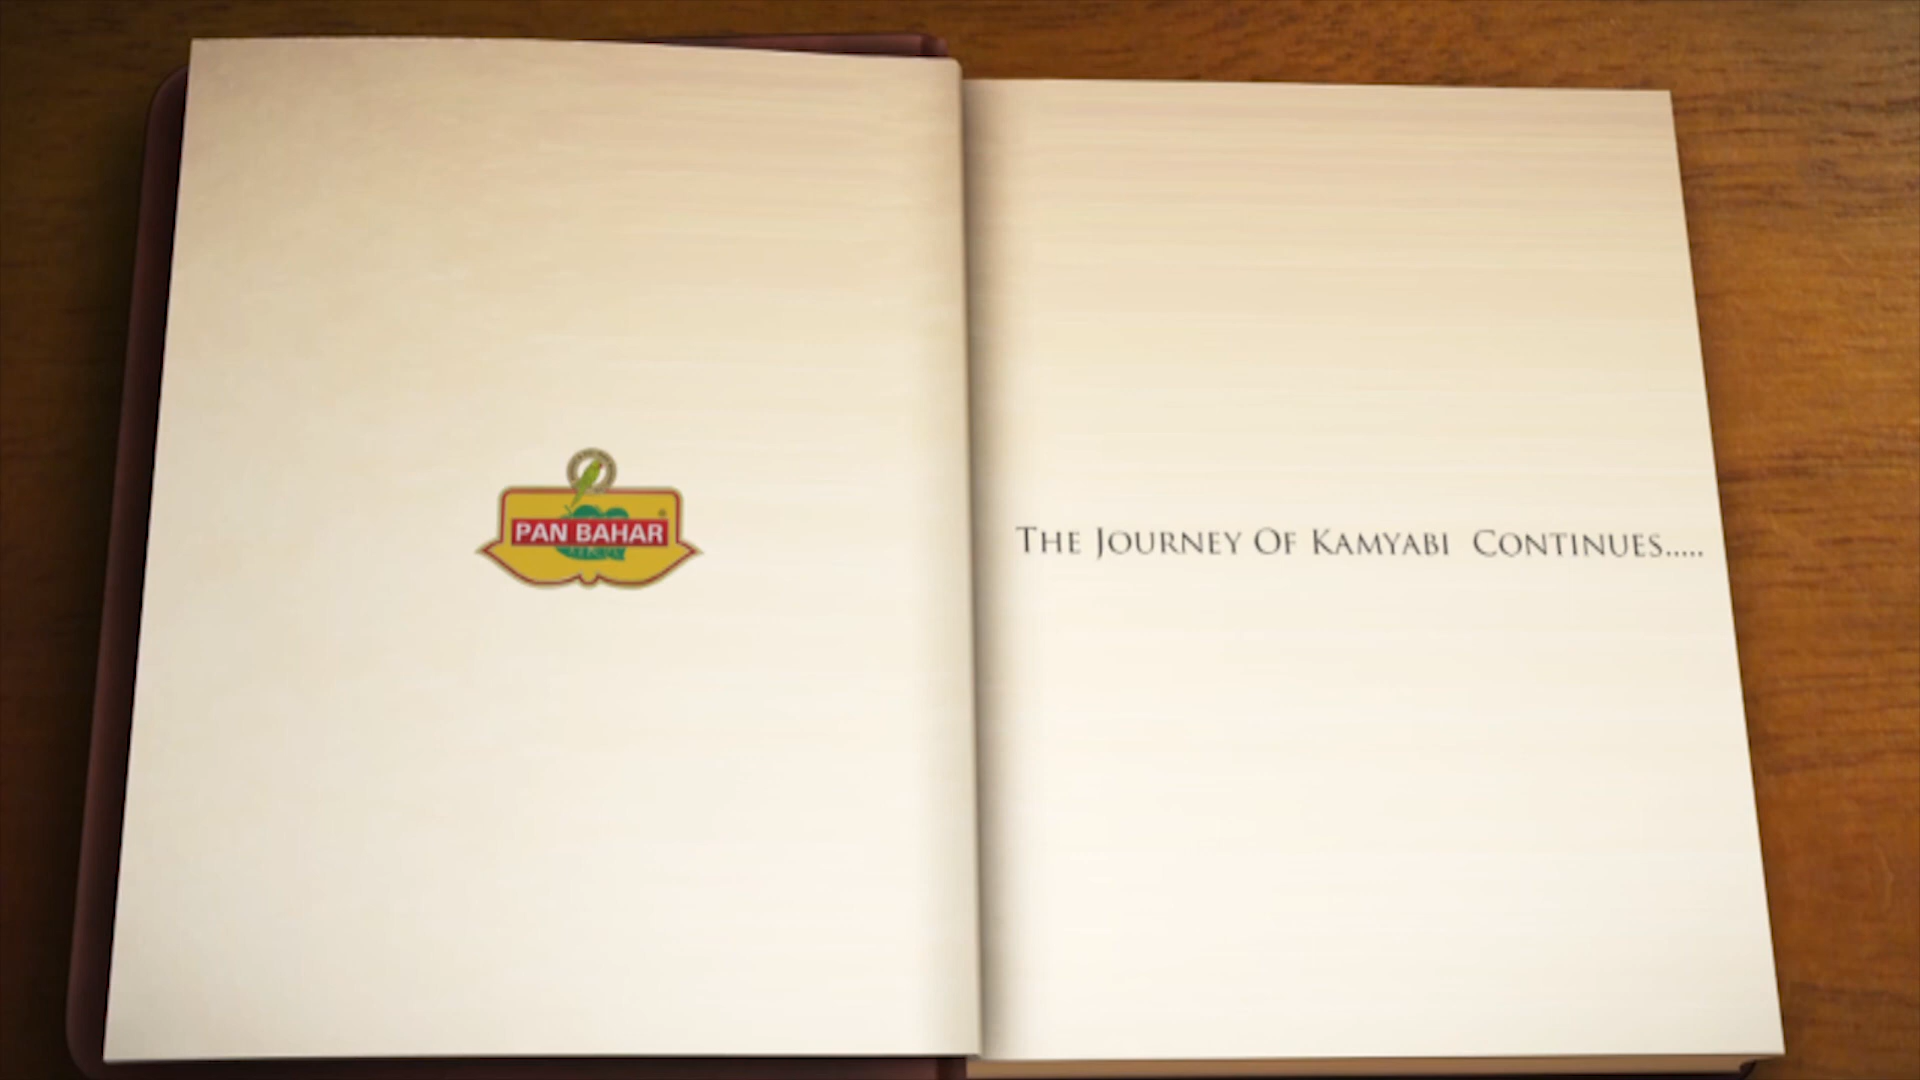 PAN BAHAR
THE JOURNEY OF KAMYABI CONTINUES.....